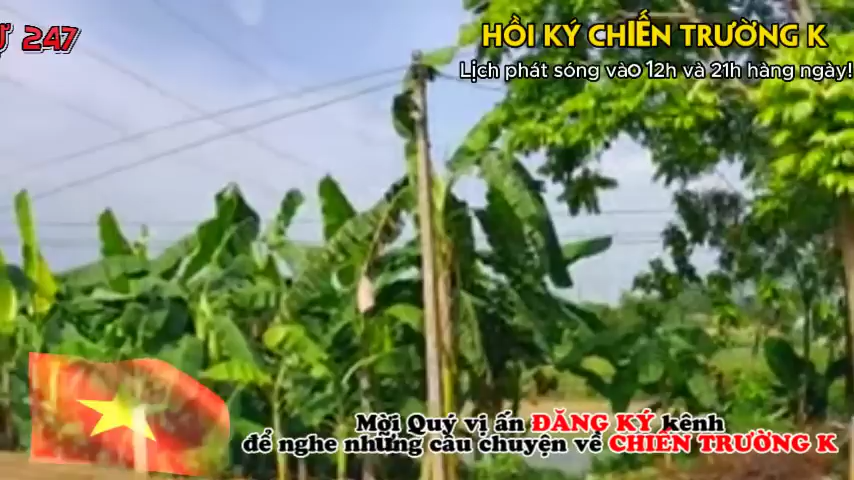 247
HỒI KÝ CHIẾN TRƯỜNG K
Lịch phát sóng vào 12h và 21h hàng ngày!
Mời Quý vị ấn ĐĂNG KÝ kênh
để nghe những câu chuyện về CHIẾN TRƯỜNG K